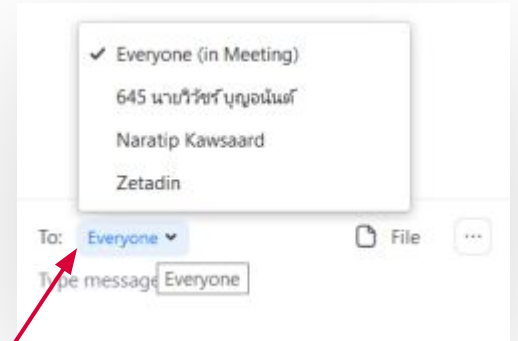 Everyone (in Meeting)
645 นายวิวัชร์ บุญอนันต์
Naratip Kawsaard
Zetadin
To: Everyone File ...
Type message Everyone